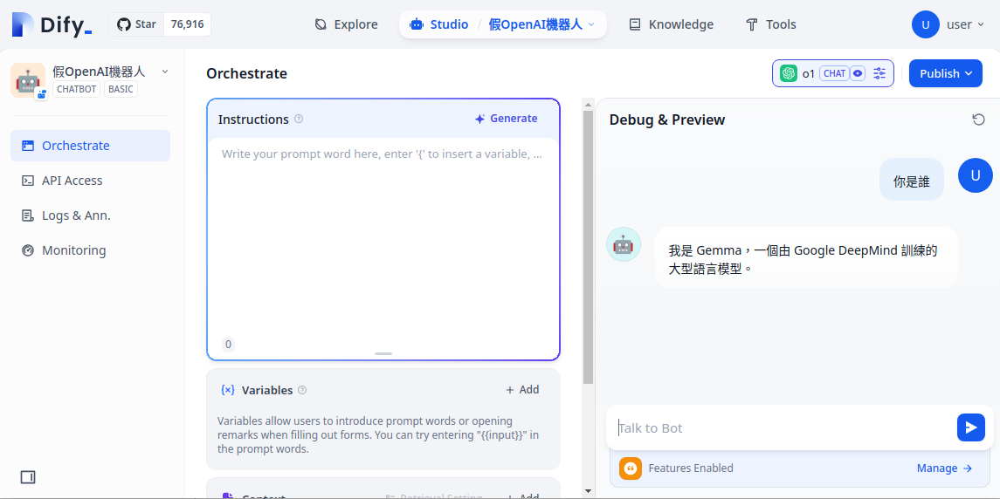 Dify_
Star 76,916
Explore
Studio / 假OpenAI機器人
Knowledge
Tools
U user
假OpenAI機器人
CHATBOT BASIC
Orchestrate
API Access
Logs & Ann.
Monitoring
Orchestrate
o1 CHAT
Publish
Instructions
Generate
Write your prompt word here, enter '{' to insert a variable, ...
0
Variables
+ Add
Variables allow users to introduce prompt words or opening
remarks when filling out forms. You can try entering "{{input}}" in
the prompt words.
Context
Retrieval Setting
+ Add
Debug & Preview
你是誰
U
我是 Gemma，一個由 Google DeepMind 訓練的
大型語言模型。
Talk to Bot
Features Enabled
Manage →